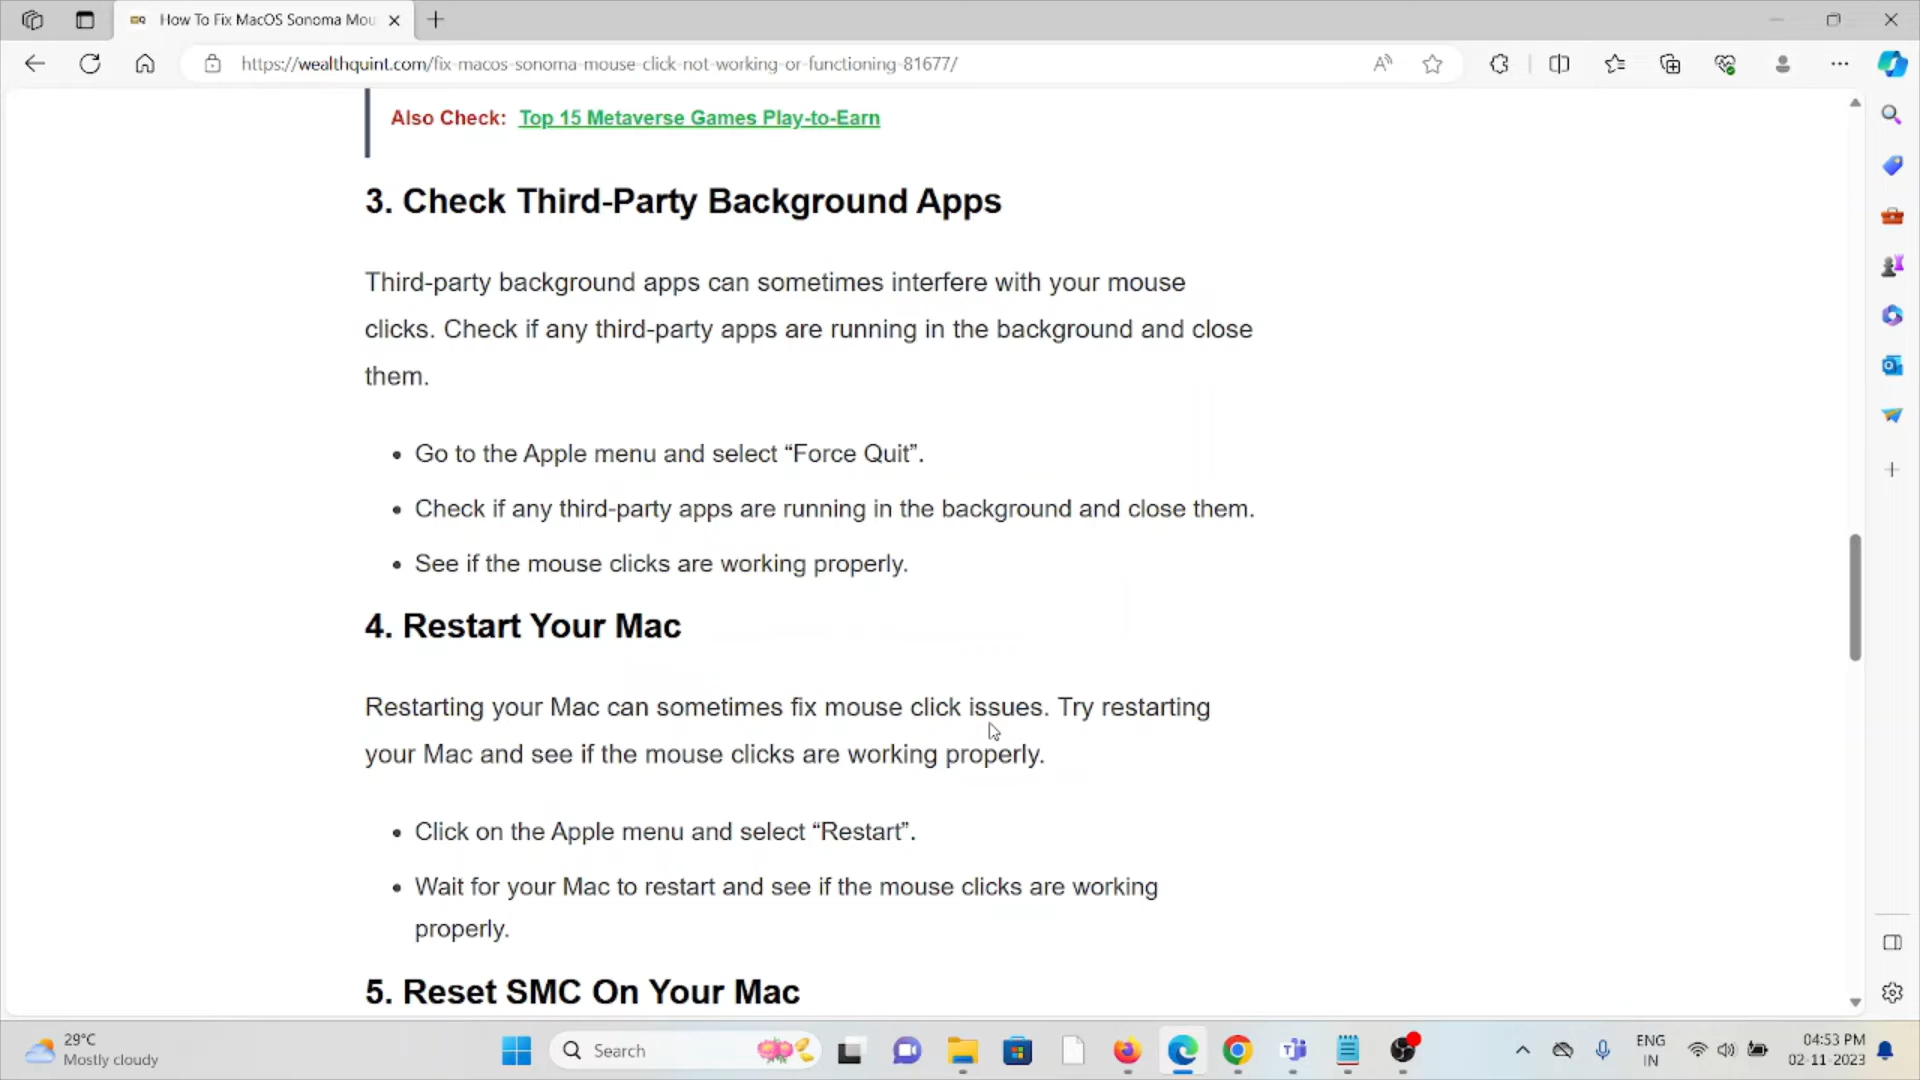 How To Fix MacOS Sonoma Mou
https://wealthquint.com/fix-macos-sonoma-mouse-click-not-working-or-functioning-81677/
Also Check: Top 15 Metaverse Games Play-to-Earn
3. Check Third-Party Background Apps
Third-party background apps can sometimes interfere with your mouse
clicks. Check if any third-party apps are running in the background and close
them.
• Go to the Apple menu and select “Force Quit”.
• Check if any third-party apps are running in the background and close them.
• See if the mouse clicks are working properly.
4. Restart Your Mac
Restarting your Mac can sometimes fix mouse click issues. Try restarting
your Mac and see if the mouse clicks are working properly.
• Click on the Apple menu and select “Restart”.
• Wait for your Mac to restart and see if the mouse clicks are working
properly.
5. Reset SMC On Your Mac
29°C
Mostly cloudy
Search
ENG
IN
04:53 PM
02-11-2023